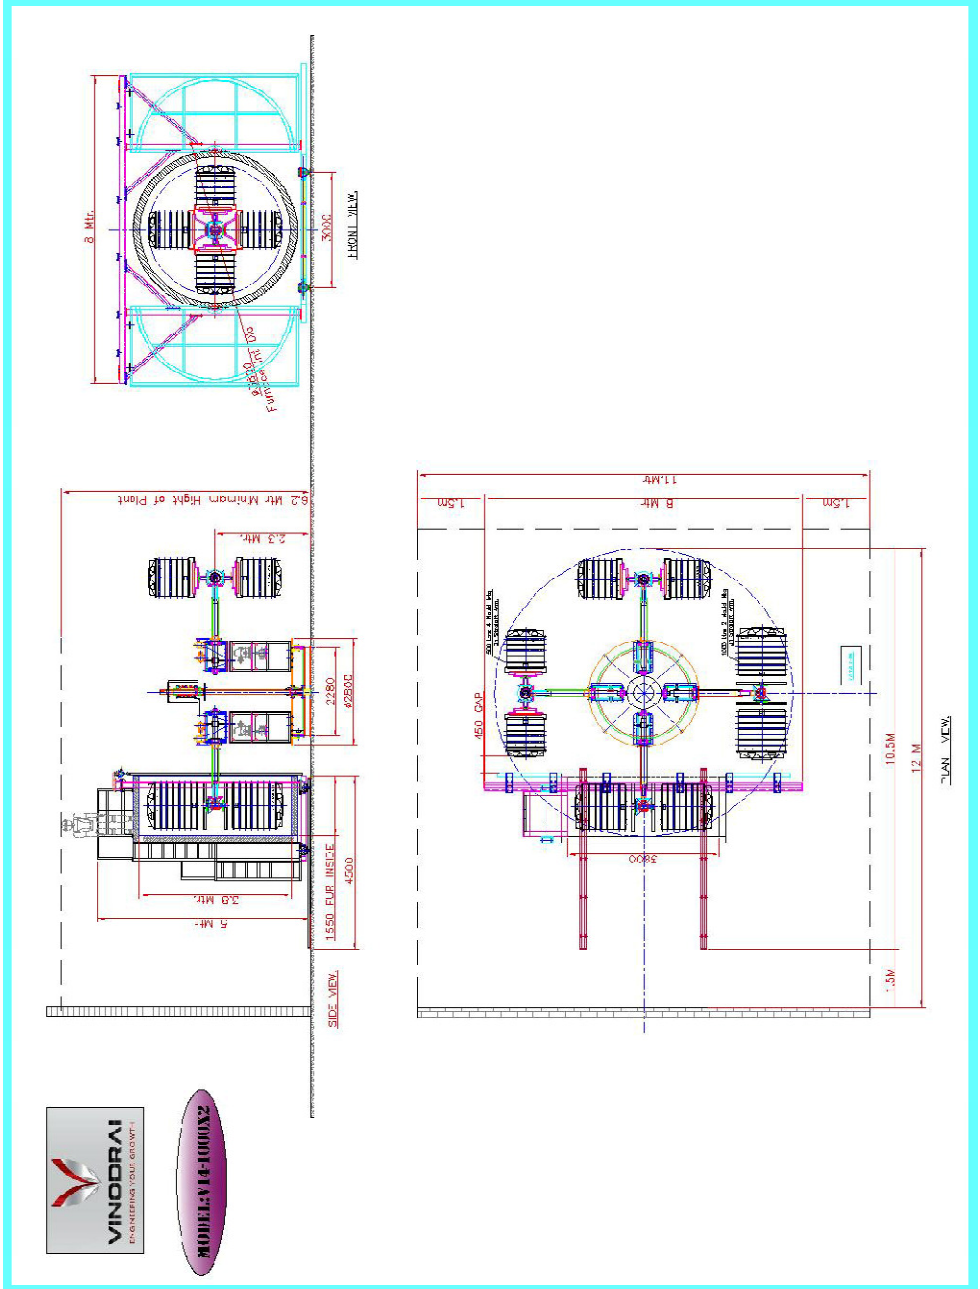 VINODRAI
ENGINEERING YOUR GROWTH
MODEL:V14-1000X2
8 Mtr.
3000
FRONT VIEW.
Furnace Int Dia
6.2 Mtr Minimam Hight of Plant
2.3 Mtr.
2280
ø2800
3.8 Mtr.
5 Mtr
1550 FUR INSIDE
4500
SIDE VIEW.
11.Mtr
1.5m
8 Mtr
1.5m
450 GAP
3800
10.5M
12 M
1.5M
PLAN VIEW.